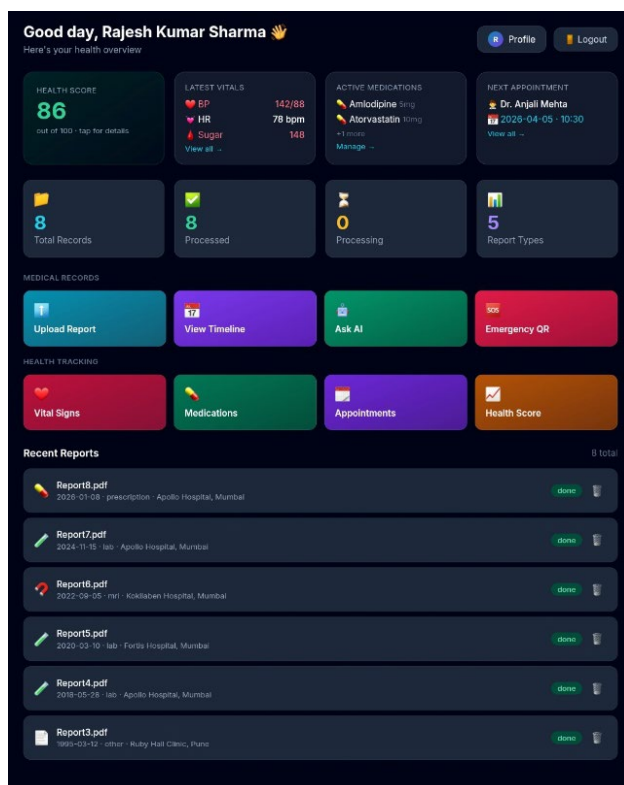 Good day, Rajesh Kumar Sharma 👋
Here's your health overview
R Profile
Logout
HEALTH SCORE
86
out of 100 · tap for details
LATEST VITALS
BP 142/88
HR 78 bpm
Sugar 148
View all →
ACTIVE MEDICATIONS
Amlodipine 5mg
Atorvastatin 10mg
+1 more
Manage →
NEXT APPOINTMENT
Dr. Anjali Mehta
2026-04-05 · 10:30
View all →
8
Total Records
8
Processed
0
Processing
5
Report Types
MEDICAL RECORDS
Upload Report
17
View Timeline
Ask AI
SOS
Emergency QR
HEALTH TRACKING
Vital Signs
Medications
Appointments
Health Score
Recent Reports 8 total
Report8.pdf
2026-01-08 · prescription · Apollo Hospital, Mumbai
done
Report7.pdf
2024-11-15 · lab · Apollo Hospital, Mumbai
done
Report6.pdf
2022-09-05 · mri · Kokilaben Hospital, Mumbai
done
Report5.pdf
2020-03-10 · lab · Fortis Hospital, Mumbai
done
Report4.pdf
2018-05-28 · lab · Apollo Hospital, Mumbai
done
Report3.pdf
1995-03-12 · other · Ruby Hall Clinic, Pune
done